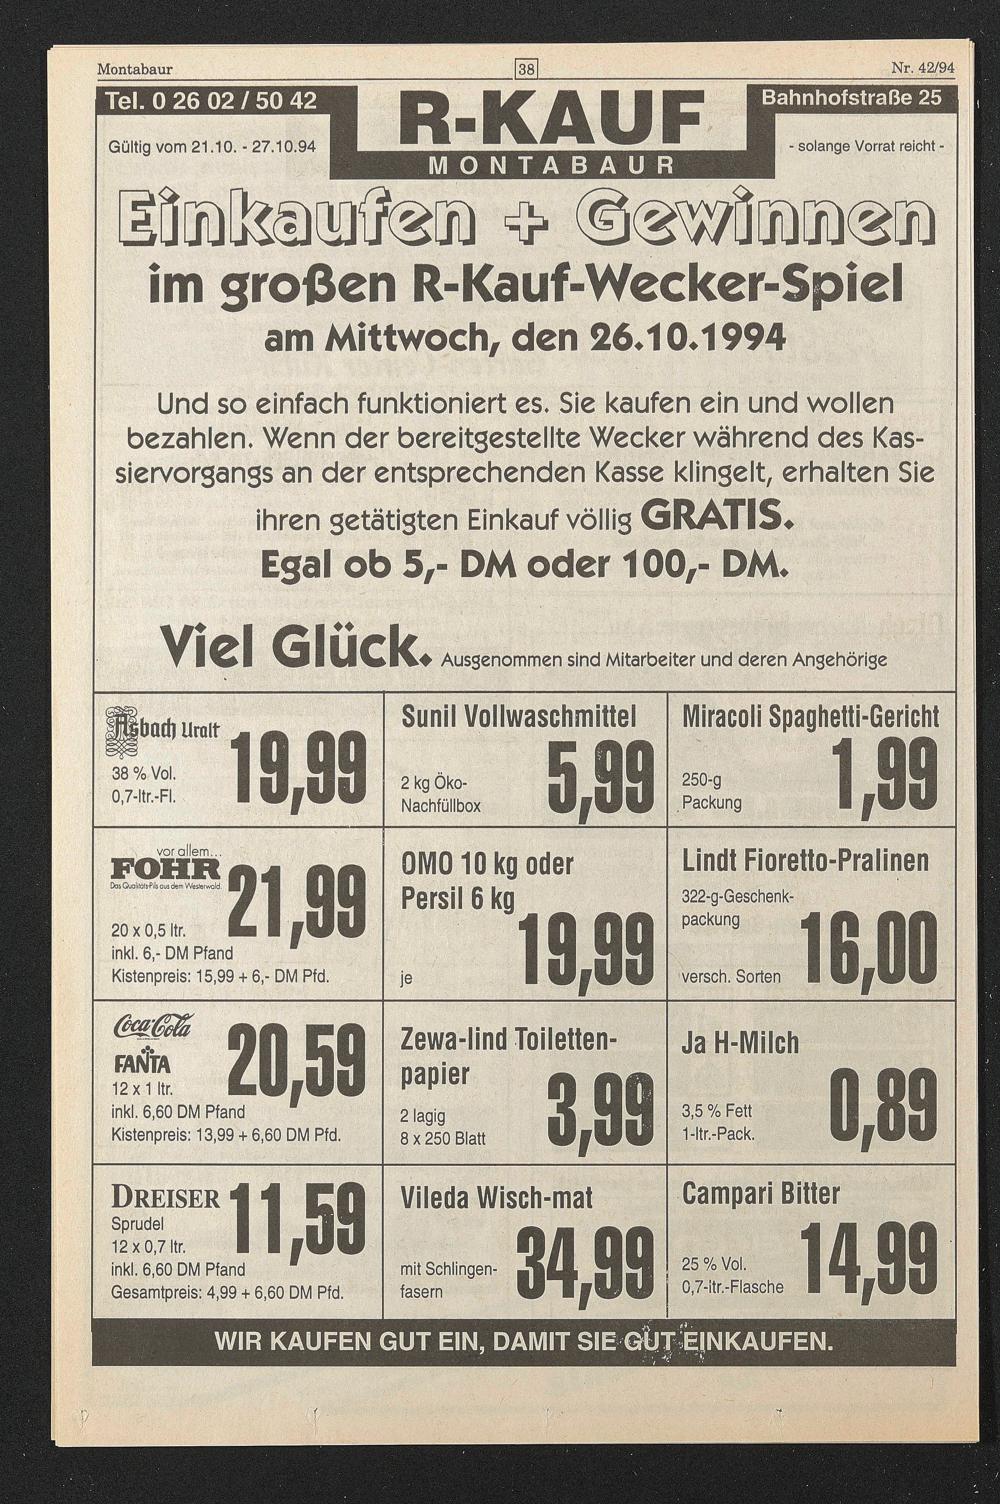 Montabaur
38
Nr. 42/94
Tel. 0 26 02 / 50 42
R-KAUF
Bahnhofstraße 25
Gültig vom 21.10. - 27.10.94
- solange Vorrat reicht -
MONTABAUR
Einkaufen + Gewinnen
im großen R-Kauf-Wecker-Spiel
am Mittwoch, den 26.10.1994
Und so einfach funktioniert es. Sie kaufen ein und wollen
bezahlen. Wenn der bereitgestellte Wecker während des Kas-
siervorgangs an der entsprechenden Kasse klingelt, erhalten Sie
ihren getätigten Einkauf völlig GRATIS.
Egal ob 5,- DM oder 100,- DM.
Viel Glück. Ausgenommen sind Mitarbeiter und deren Angehörige
Asbach Uralt
38 % Vol.
0,7-ltr.-Fl.
19,99
Sunil Vollwaschmittel
2 kg Öko-
Nachfüllbox
5,99
Miracoli Spaghetti-Gericht
250-g
Packung
1,99
vor allem...
FOHR
Das Qualitäts-Pils aus dem Westerwald.
21,99
20 x 0,5 ltr.
inkl. 6,- DM Pfand
Kistenpreis: 15,99 + 6,- DM Pfd.
OMO 10 kg oder
Persil 6 kg
19,99
je
Lindt Fioretto-Pralinen
322-g-Geschenk-
packung
16,00
versch. Sorten
Coca-Cola
FANTA
20,59
12 x 1 ltr.
inkl. 6,60 DM Pfand
Kistenpreis: 13,99 + 6,60 DM Pfd.
Zewa-lind Toiletten-
papier
2 lagig
8 x 250 Blatt
3,99
Ja H-Milch
3,5 % Fett
1-ltr.-Pack.
0,89
DREISER
Sprudel
12 x 0,7 ltr.
11,59
inkl. 6,60 DM Pfand
Gesamtpreis: 4,99 + 6,60 DM Pfd.
Vileda Wisch-mat
mit Schlingen-
fasern
34,99
Campari Bitter
25 % Vol.
0,7-ltr.-Flasche
14,99
WIR KAUFEN GUT EIN, DAMIT SIE GUT EINKAUFEN.